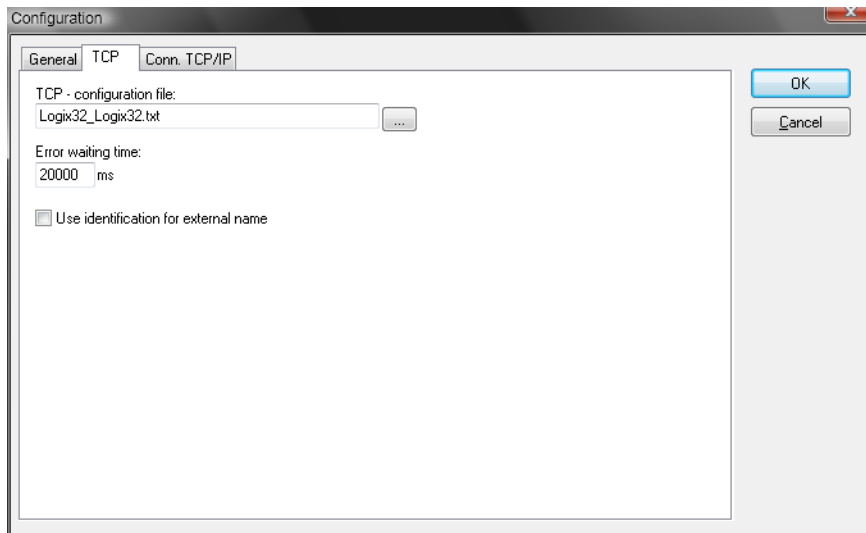 Configuration
General TCP Conn. TCP/IP
TCP - configuration file:
Logix32_Logix32.txt ...
Error waiting time:
20000 ms
Use identification for external name
OK
Cancel